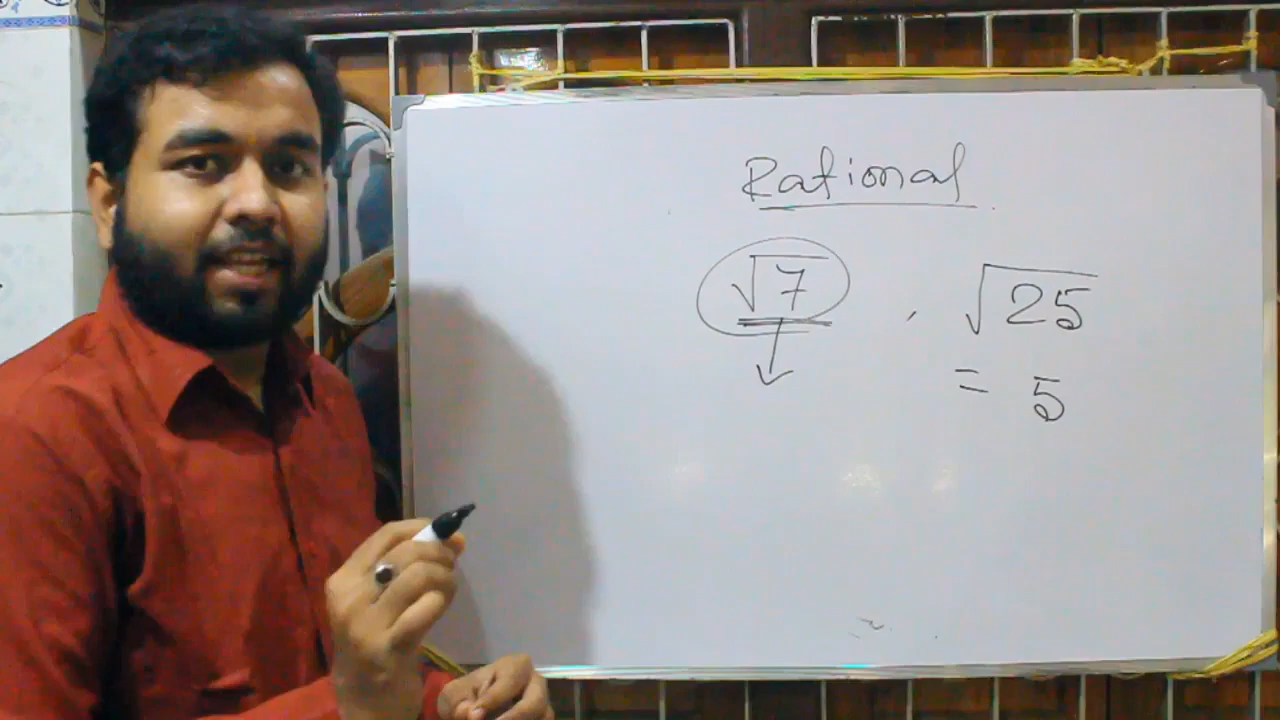 Rational
√7 , √25
= 5